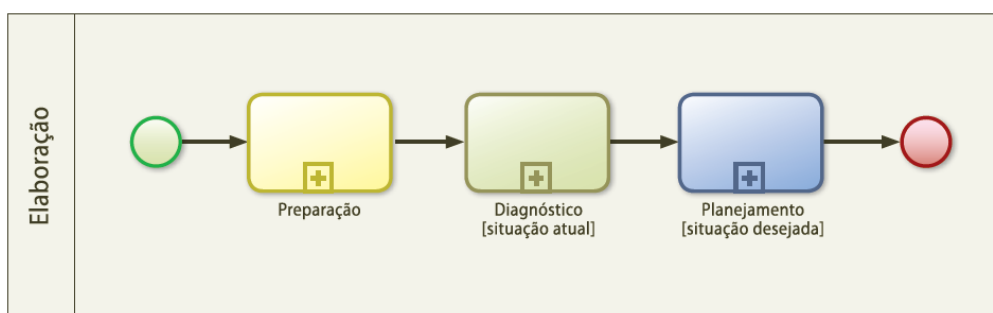 Elaboração
Preparação
Diagnóstico
[situação atual]
Planejamento
[situação desejada]